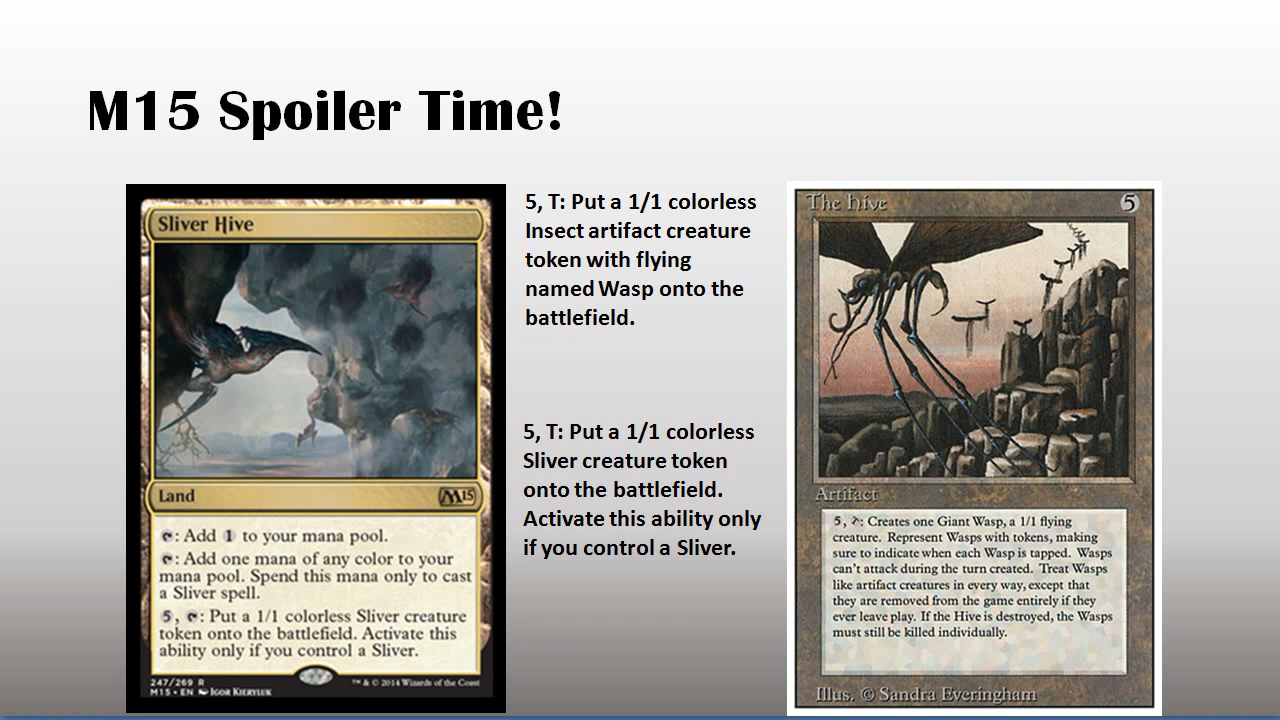 M15 Spoiler Time!
Sliver Hive
Land
M15
T: Add 1 to your mana pool.
T: Add one mana of any color to your
mana pool. Spend this mana only to cast
a Sliver spell.
5, T: Put a 1/1 colorless Sliver creature
token onto the battlefield. Activate this
ability only if you control a Sliver.
247/269 R
M15 • EN Igor Kieryluk
™ & © 2014 Wizards of the Coast
5, T: Put a 1/1 colorless
Insect artifact creature
token with flying
named Wasp onto the
battlefield.
5, T: Put a 1/1 colorless
Sliver creature token
onto the battlefield.
Activate this ability only
if you control a Sliver.
The Hive
5
Artifact
5, T: Creates one Giant Wasp, a 1/1 flying
creature. Represent Wasps with tokens, making
sure to indicate when each Wasp is tapped. Wasps
can't attack during the turn created. Treat Wasps
like artifact creatures in every way, except that
they are removed from the game entirely if they
ever leave play. If the Hive is destroyed, the Wasps
must still be killed individually.
Illus. © Sandra Everingham